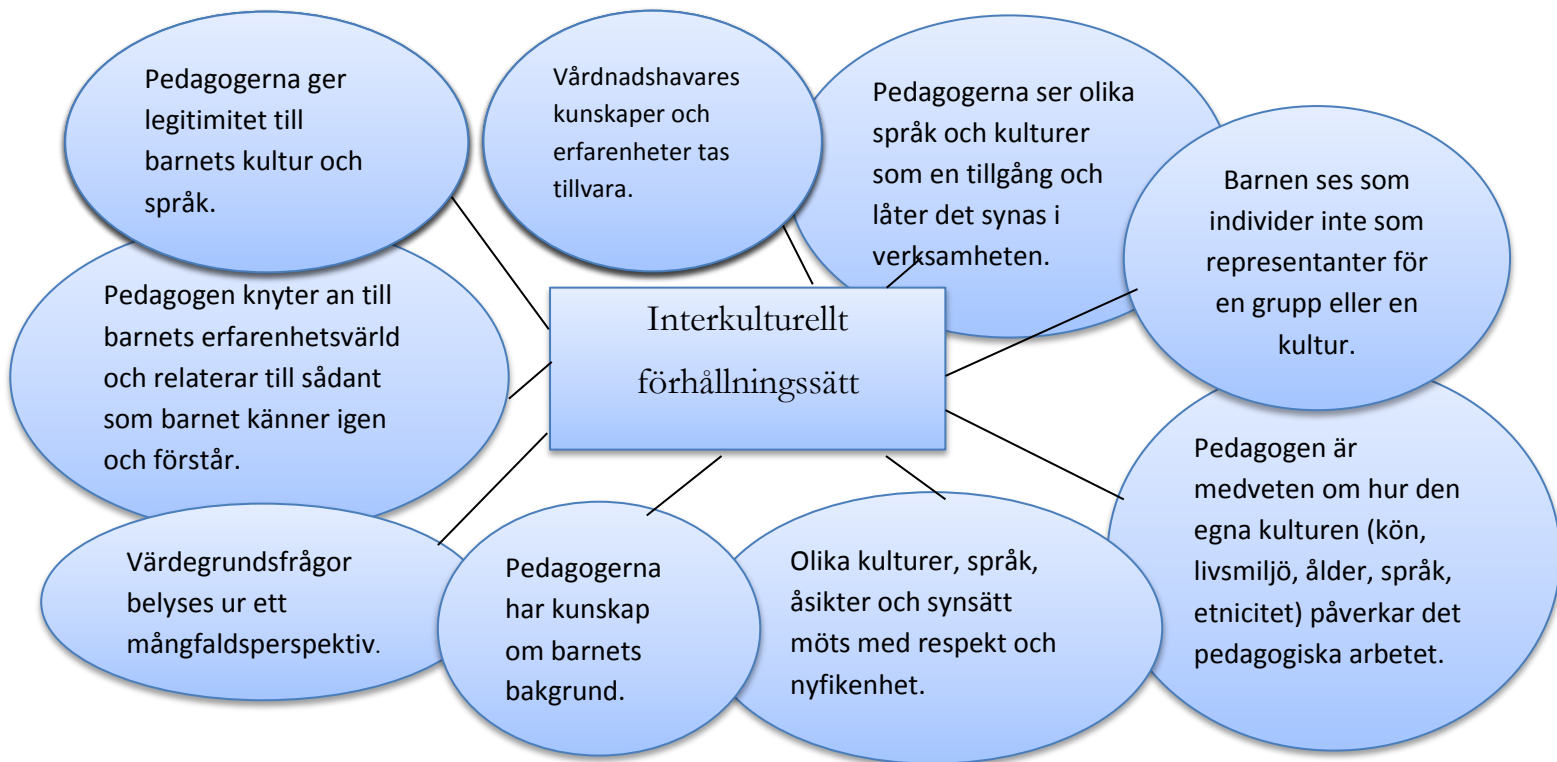 Pedagogerna ger
legitimitet till
barnets kultur och
språk.
Vårdnadshavares
kunskaper och
erfarenheter tas
tillvara.
Pedagogerna ser olika
språk och kulturer
som en tillgång och
låter det synas i
verksamheten.
Barnen ses som
individer inte som
representanter för
en grupp eller en
kultur.
Pedagogen knyter an till
barnets erfarenhetsvärld
och relaterar till sådant
som barnet känner igen
och förstår.
Interkulturellt
förhållningssätt
Pedagogen är
medveten om hur den
egna kulturen (kön,
livsmiljö, ålder, språk,
etnicitet) påverkar det
pedagogiska arbetet.
Värdegrundsfrågor
belyses ur ett
mångfaldsperspektiv.
Pedagogerna
har kunskap
om barnets
bakgrund.
Olika kulturer, språk,
åsikter och synsätt
möts med respekt och
nyfikenhet.